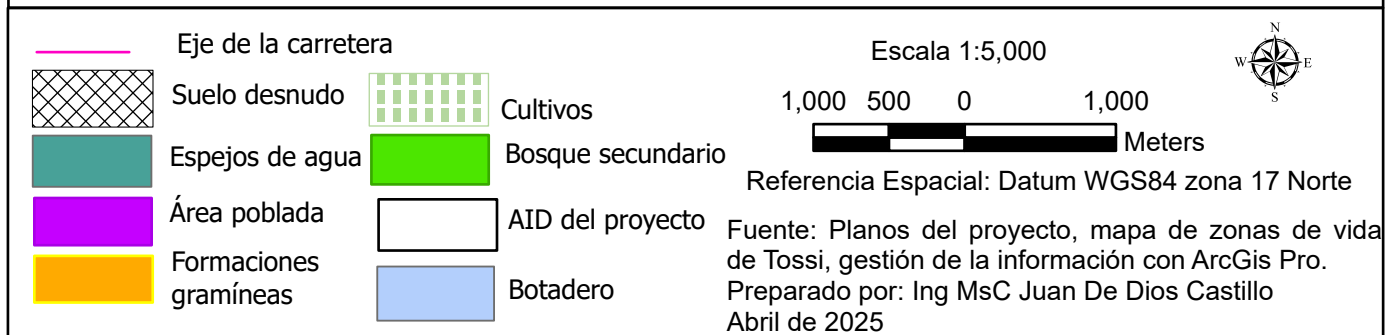 Eje de la carretera
Suelo desnudo
Espejos de agua
Área poblada
Formaciones
gramíneas
Cultivos
Bosque secundario
AID del proyecto
Botadero
Escala 1:5,000
1,000 500 0 1,000
Meters
Referencia Espacial: Datum WGS84 zona 17 Norte
Fuente: Planos del proyecto, mapa de zonas de vida
de Tossi, gestión de la información con ArcGis Pro.
Preparado por: Ing MsC Juan De Dios Castillo
Abril de 2025
N
W E
S